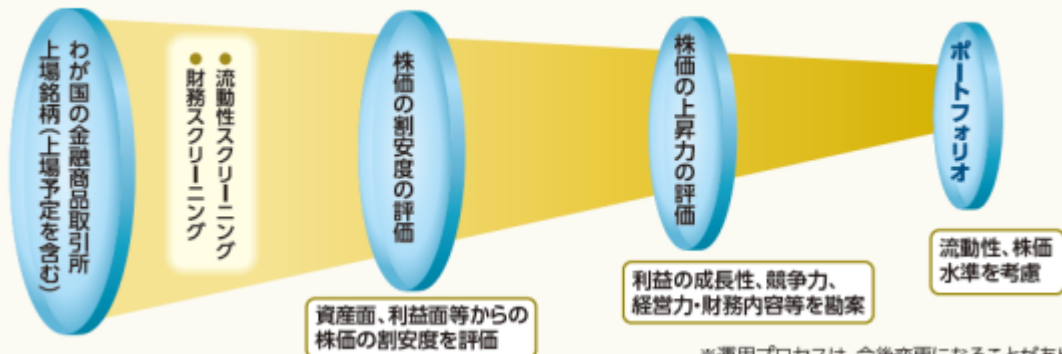 わが国の金融商品取引所
上場銘柄(上場予定を含む)
●流動性スクリーニング
●財務スクリーニング
株価の割安度の評価
資産面、利益面等からの
株価の割安度を評価
株価の上昇力の評価
利益の成長性、競争力、
経営力・財務内容等を勘案
ポートフォリオ
流動性、株価
水準を考慮